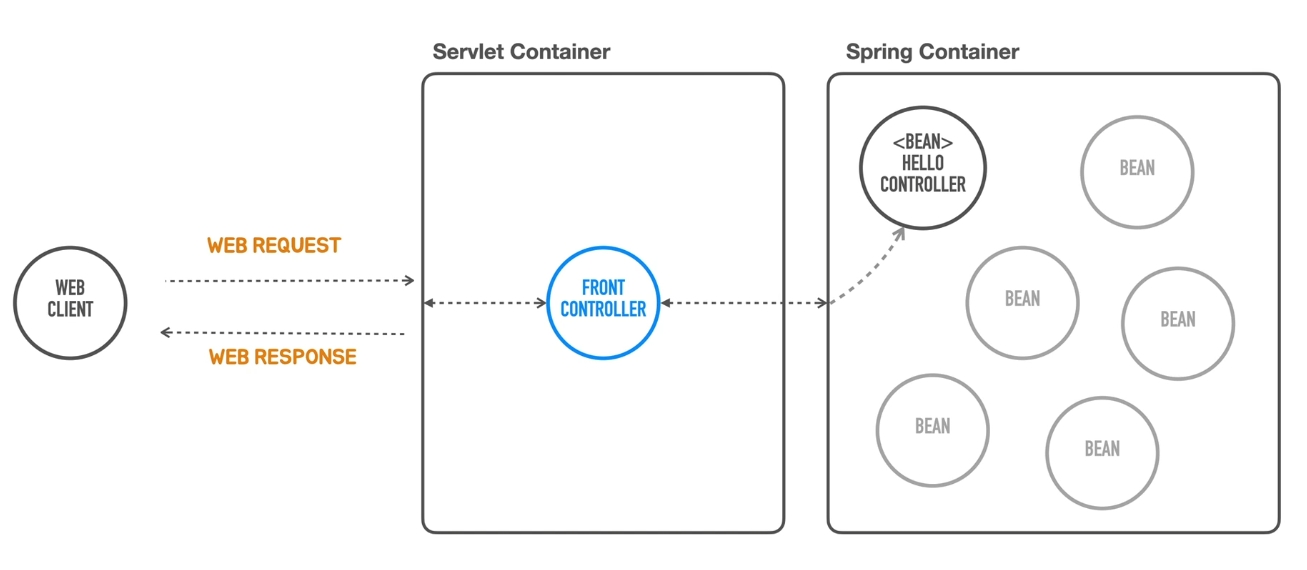 Servlet Container
Spring Container
<BEAN>
HELLO
CONTROLLER
BEAN
WEB REQUEST
WEB
CLIENT
FRONT
CONTROLLER
BEAN
BEAN
WEB RESPONSE
BEAN
BEAN